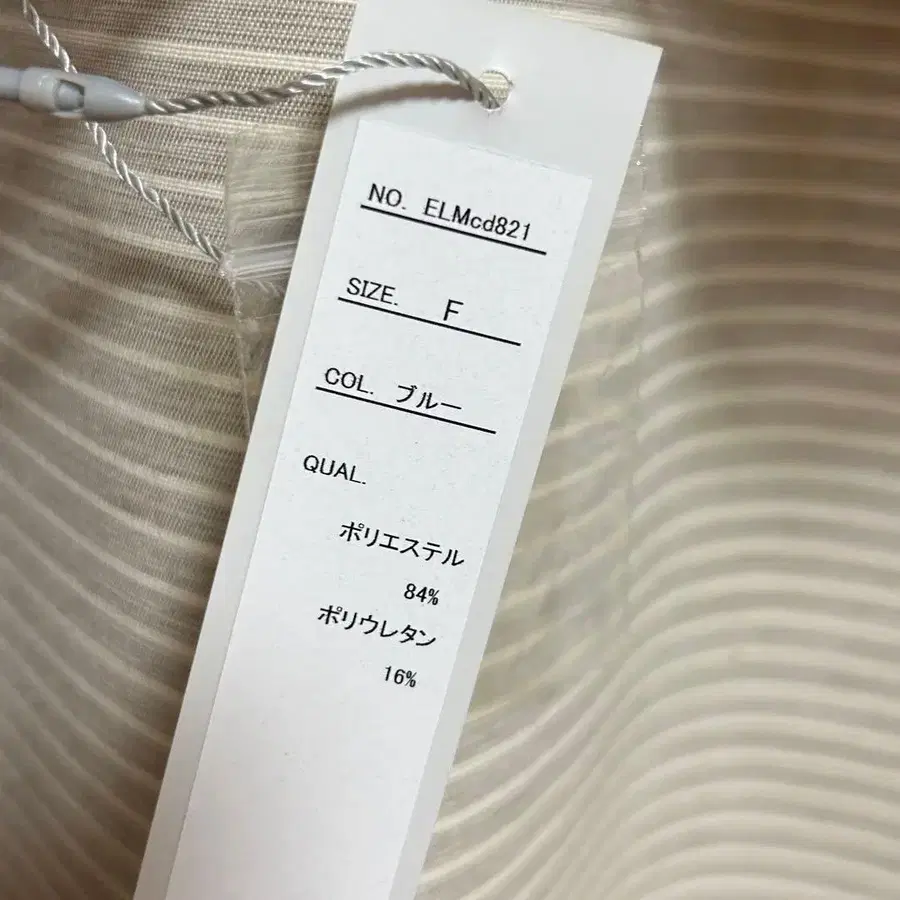 NO. ELMcd821
SIZE. F
COL. ブルー
QUAL.
ポリエステル
84%
ポリウレタン
16%